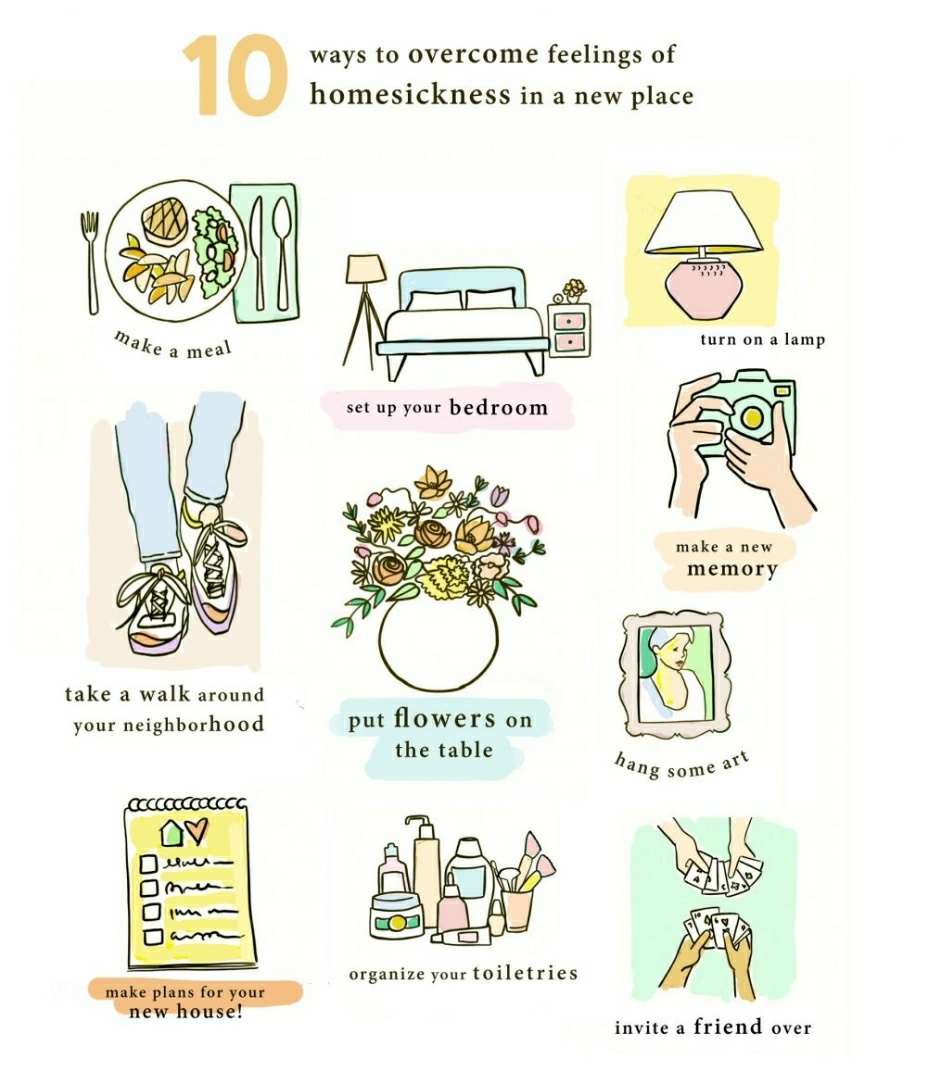 10 ways to overcome feelings of
homesickness in a new place
make a meal
set up your bedroom
turn on a lamp
take a walk around
your neighborhood
put flowers on
the table
make a new
memory
hang some art
make plans for your
new house!
organize your toiletries
invite a friend over